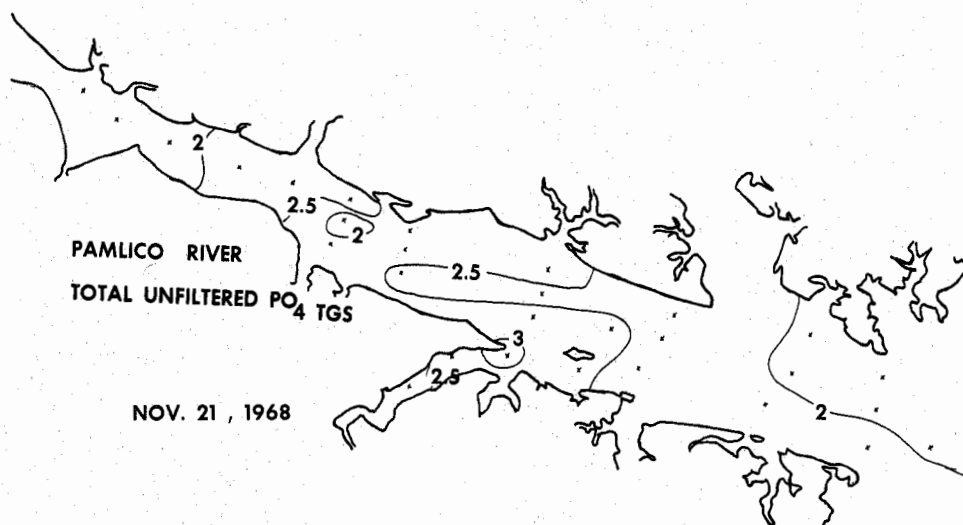 2
2.5
2
PAMLICO RIVER
2.5
TOTAL UNFILTERED PO4 TGS
3
2.5
NOV. 21 , 1968
2